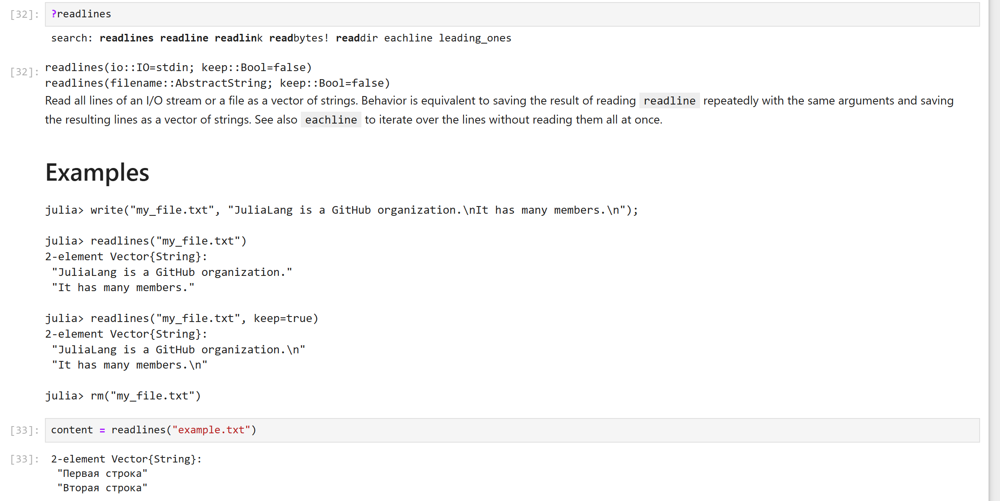 [32]: ?readlines
search: readlines readline readlink readbytes! readdir eachline leading_ones
[32]: readlines(io::IO=stdin; keep::Bool=false)
readlines(filename::AbstractString; keep::Bool=false)
Read all lines of an I/O stream or a file as a vector of strings. Behavior is equivalent to saving the result of reading readline repeatedly with the same arguments and saving
the resulting lines as a vector of strings. See also eachline to iterate over the lines without reading them all at once.
Examples
julia> write("my_file.txt", "JuliaLang is a GitHub organization.\nIt has many members.\n");
julia> readlines("my_file.txt")
2-element Vector{String}:
"JuliaLang is a GitHub organization."
"It has many members."
julia> readlines("my_file.txt", keep=true)
2-element Vector{String}:
"JuliaLang is a GitHub organization.\n"
"It has many members.\n"
julia> rm("my_file.txt")
[33]: content = readlines("example.txt")
[33]: 2-element Vector{String}:
"Первая строка"
"Вторая строка"